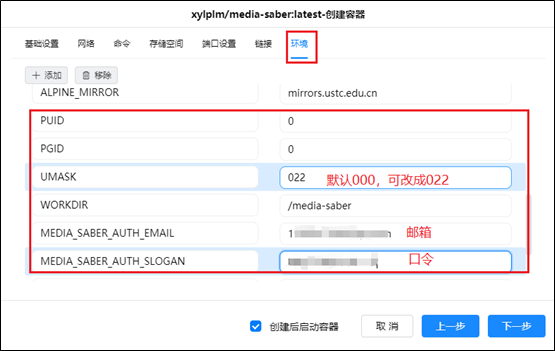 xylplm/media-saber:latest-创建容器
基础设置 网络 命令 存储空间 端口设置 链接 环境
+ 添加 移除
ALPINE_MIRROR mirrors.ustc.edu.cn
PUID 0
PGID 0
UMASK 022 默认000，可改成022
WORKDIR /media-saber
MEDIA_SABER_AUTH_EMAIL 邮箱
MEDIA_SABER_AUTH_SLOGAN 口令
创建后启动容器 取消 上一步 下一步